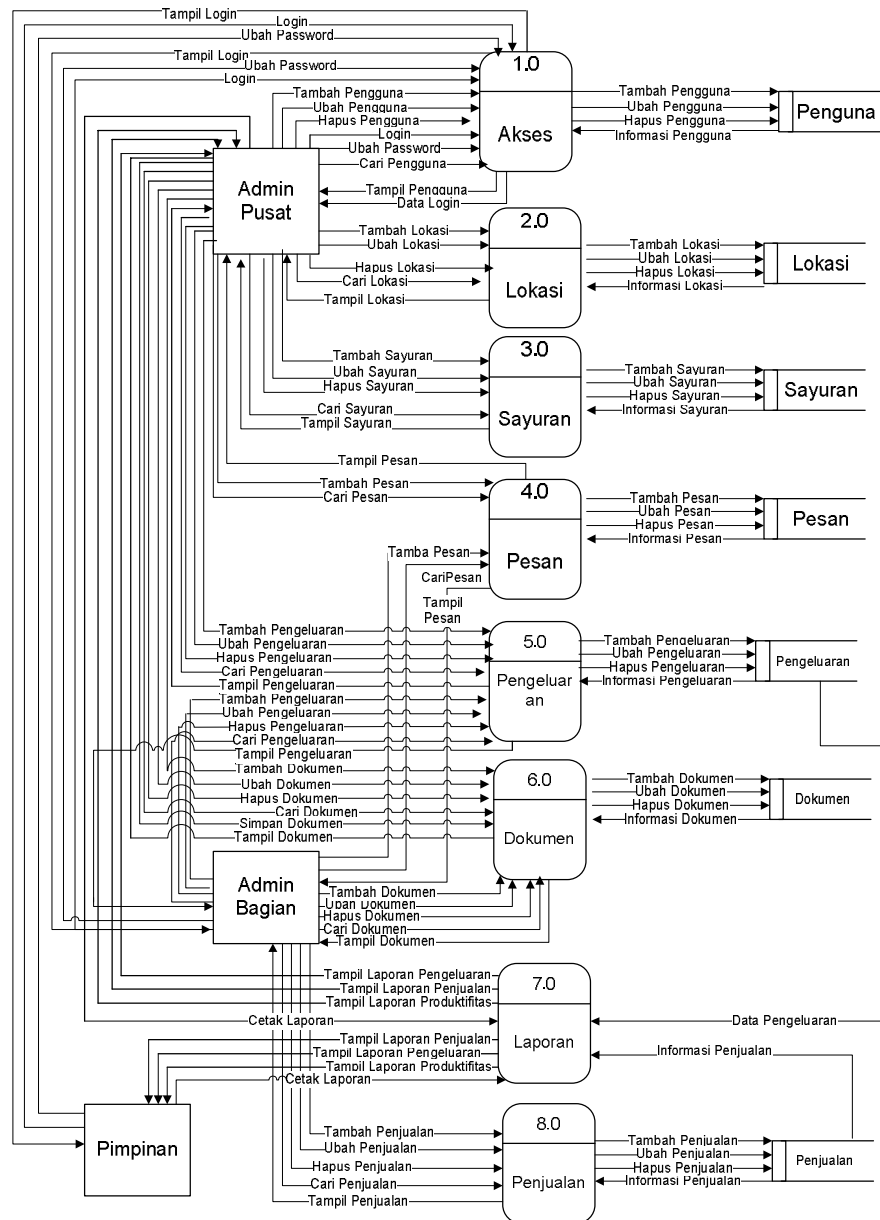 Tampil Login
Login
Ubah Password
Tampil Login
Ubah Password
Login
1.0
Akses
Tambah Pengguna
Ubah Pengguna
Hapus Pengguna
Login
Ubah Password
Cari Pengguna
Tampil Pengguna
Data Login
Tambah Pengguna
Ubah Pengguna
Hapus Pengguna
Informasi Pengguna
Penguna
Admin
Pusat
2.0
Lokasi
Tambah Lokasi
Ubah Lokasi
Hapus Lokasi
Cari Lokasi
Tampil Lokasi
Tambah Lokasi
Ubah Lokasi
Hapus Lokasi
Informasi Lokasi
Lokasi
3.0
Sayuran
Tambah Sayuran
Ubah Sayuran
Hapus Sayuran
Cari Sayuran
Tampil Sayuran
Tambah Sayuran
Ubah Sayuran
Hapus Sayuran
Informasi Sayuran
Sayuran
Tampil Pesan
Tambah Pesan
Cari Pesan
4.0
Pesan
Tambah Pesan
Ubah Pesan
Hapus Pesan
Informasi Pesan
Pesan
Tamba Pesan
CariPesan
Tampil
Pesan
Tambah Pengeluaran
Ubah Pengeluaran
Hapus Pengeluaran
Cari Pengeluaran
Tampil Pengeluaran
Tambah Pengeluaran
Ubah Pengeluaran
Hapus Pengeluaran
Cari Pengeluaran
Tampil Pengeluaran
5.0
Pengeluar
an
Tambah Pengeluaran
Ubah Pengeluaran
Hapus Pengeluaran
Informasi Pengeluaran
Pengeluaran
Tambah Dokumen
Ubah Dokumen
Hapus Dokumen
Cari Dokumen
Simpan Dokumen
Tampil Dokumen
6.0
Dokumen
Tambah Dokumen
Ubah Dokumen
Hapus Dokumen
Informasi Dokumen
Dokumen
Admin
Bagian
Tambah Dokumen
Ubah Dokumen
Hapus Dokumen
Cari Dokumen
Tampil Dokumen
Tampil Laporan Pengeluaran
Tampil Laporan Penjualan
Tampil Laporan Produktifitas
Cetak Laporan
Tampil Laporan Penjualan
Tampil Laporan Pengeluaran
Tampil Laporan Produktifitas
Cetak Laporan
7.0
Laporan
Data Pengeluaran
Informasi Penjualan
Pimpinan
Tambah Penjualan
Ubah Penjualan
Hapus Penjualan
Cari Penjualan
Tampil Penjualan
8.0
Penjualan
Tambah Penjualan
Ubah Penjualan
Hapus Penjualan
Informasi Penjualan
Penjualan